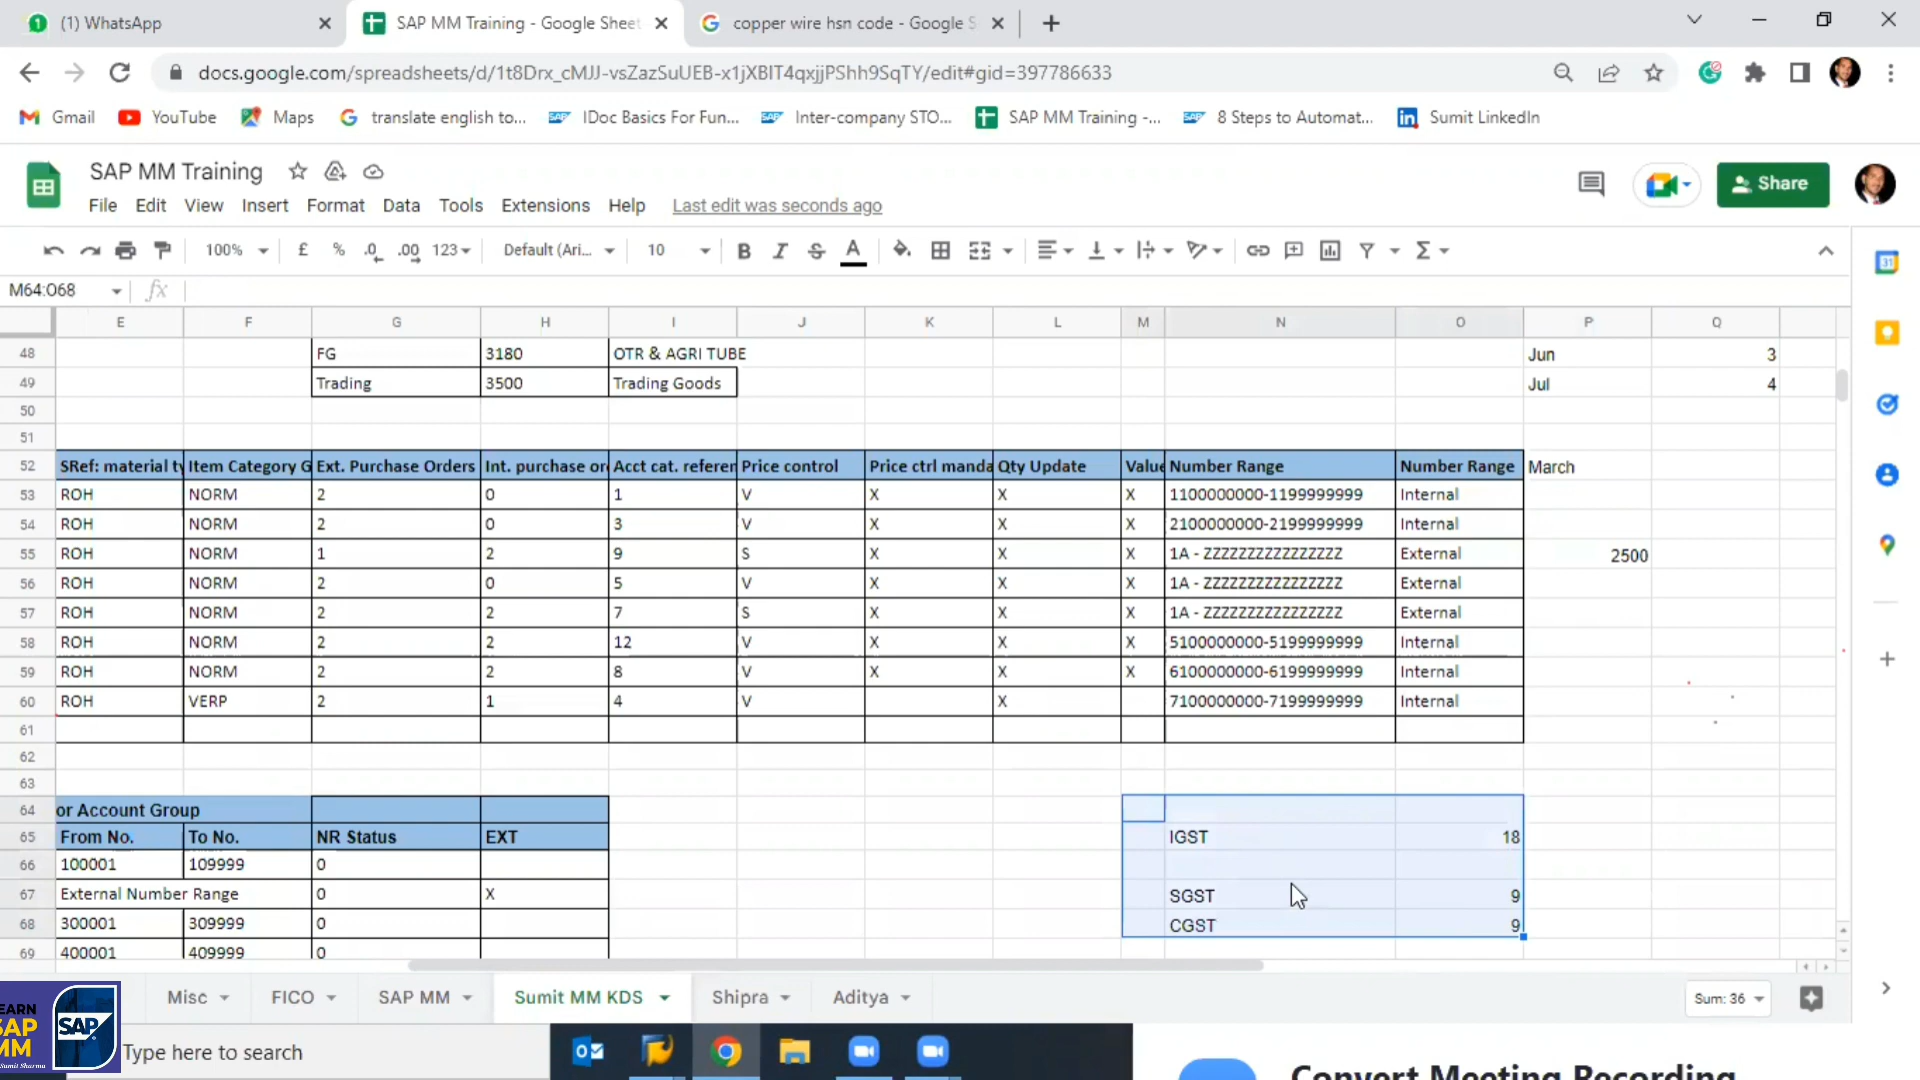 (1) WhatsApp
SAP MM Training - Google Sheet
copper wire hsn code - Google S
docs.google.com/spreadsheets/d/1t8Drx_cMJJ-vsZazSuUEB-x1jXBIT4qxjjPShh9SqTY/edit#gid=397786633
Gmail YouTube Maps translate english to... IDoc Basics For Fun... Inter-company STO... SAP MM Training -... 8 Steps to Automat... Sumit LinkedIn
SAP MM Training
Share
File Edit View Insert Format Data Tools Extensions Help Last edit was seconds ago
100% £ % .0 .00 123 Default (Ari... 10 B I S A
M64:O68 fx
E F G H I J K L M N O P Q
48 FG 3180 OTR & AGRI TUBE Jun 3
49 Trading 3500 Trading Goods Jul 4
50
51
52 SRef: material ty Item Category G Ext. Purchase Orders Int. purchase ord Acct cat. referen Price control Price ctrl manda Qty Update Value Number Range Number Range March
53 ROH NORM 2 0 1 V X X X 1100000000-1199999999 Internal
54 ROH NORM 2 0 3 V X X X 2100000000-2199999999 Internal
55 ROH NORM 1 2 9 S X X X 1A - ZZZZZZZZZZZZZZZZ External 2500
56 ROH NORM 2 0 5 V X X X 1A - ZZZZZZZZZZZZZZZZ External
57 ROH NORM 2 2 7 S X X X 1A - ZZZZZZZZZZZZZZZZ External
58 ROH NORM 2 2 12 V X X X 5100000000-5199999999 Internal
59 ROH NORM 2 2 8 V X X X 6100000000-6199999999 Internal
60 ROH VERP 2 1 4 V X 7100000000-7199999999 Internal
61
62
63
64 or Account Group
65 From No. To No. NR Status EXT IGST 18
66 100001 109999 0
67 External Number Range 0 X SGST 9
68 300001 309999 0 CGST 9
69 400001 409999 0
Misc FICO SAP MM Sumit MM KDS Shipra Aditya Sum: 36
EARN
SAP
MM
Sumit Sharma
SAP
Type here to search
Convert Meeting Recording